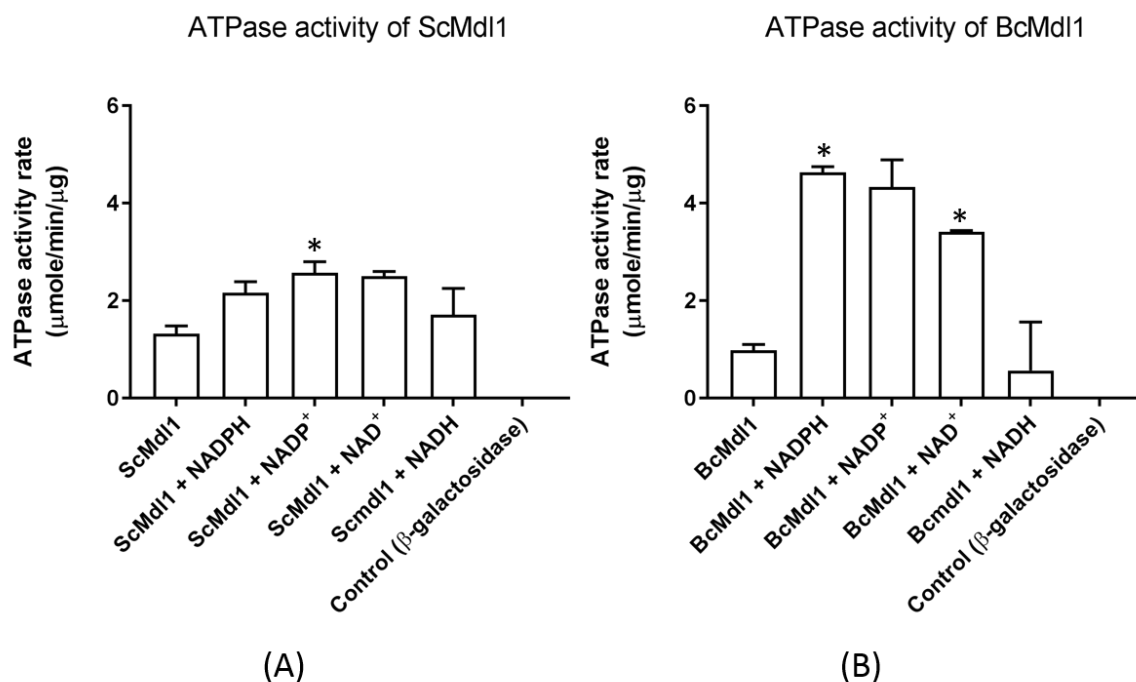 ATPase activity of ScMdl1
ATPase activity rate
(μmole/min/μg)
6
4
2
0
*
ScMdl1
ScMdl1 + NADPH
ScMdl1 + NADP⁺
ScMdl1 + NAD⁺
Scmdl1 + NADH
Control (β-galactosidase)
(A)
ATPase activity of BcMdl1
ATPase activity rate
(μmole/min/μg)
6
4
2
0
*
*
BcMdl1
BcMdl1 + NADPH
BcMdl1 + NADP⁺
BcMdl1 + NAD⁺
Bcmdl1 + NADH
Control (β-galactosidase)
(B)